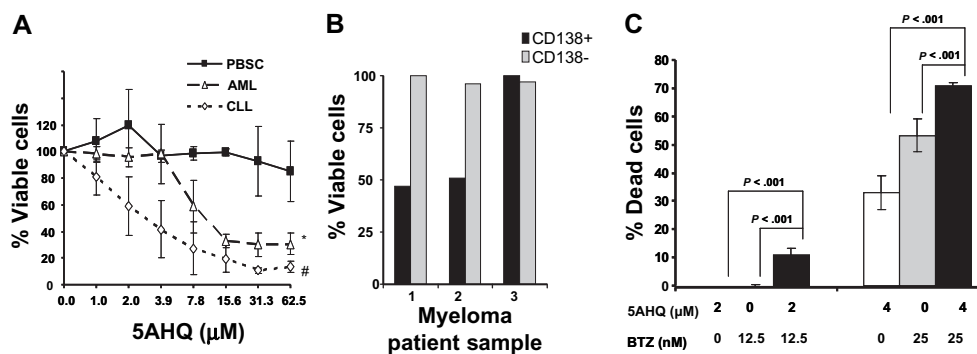 A
PBSC
AML
CLL
% Viable cells
120
100
80
60
40
20
0
*
#
0.0 1.0 2.0 3.9 7.8 15.6 31.3 62.5
5AHQ (µM)
B
CD138+
CD138-
% Viable cells
100
75
50
25
0
1 2 3
Myeloma
patient sample
C
P < .001
P < .001
P < .001
P < .001
% Dead cells
80
70
60
50
40
30
20
10
0
5AHQ (µM) 2 0 2 4 0 4
BTZ (nM) 0 12.5 12.5 0 25 25